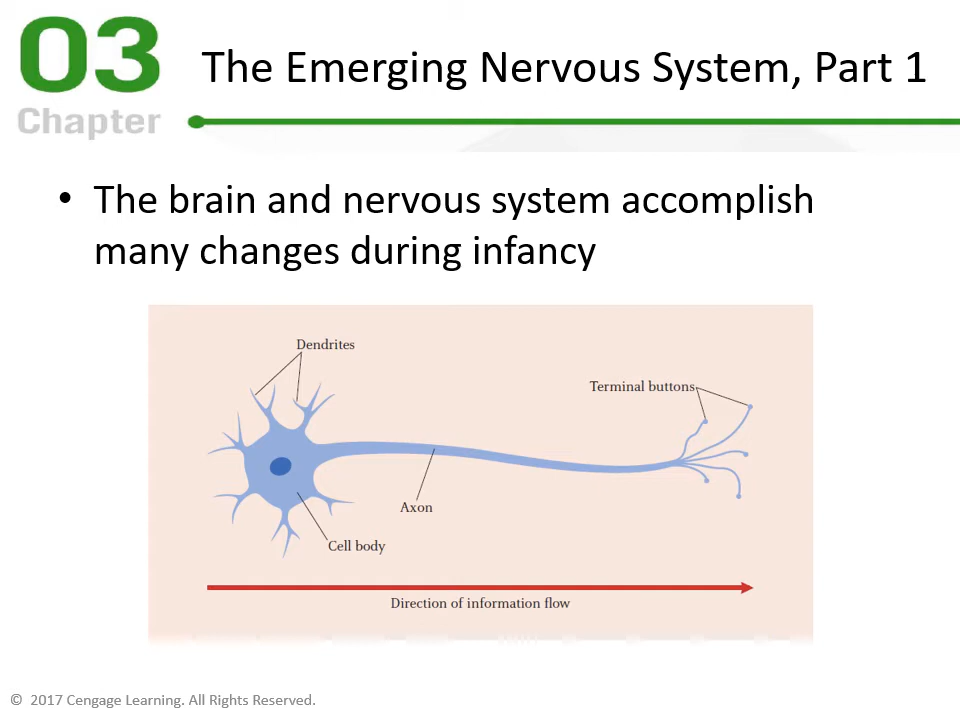 03
Chapter
The Emerging Nervous System, Part 1
• The brain and nervous system accomplish
many changes during infancy
Dendrites
Terminal buttons
Axon
Cell body
Direction of information flow
© 2017 Cengage Learning. All Rights Reserved.